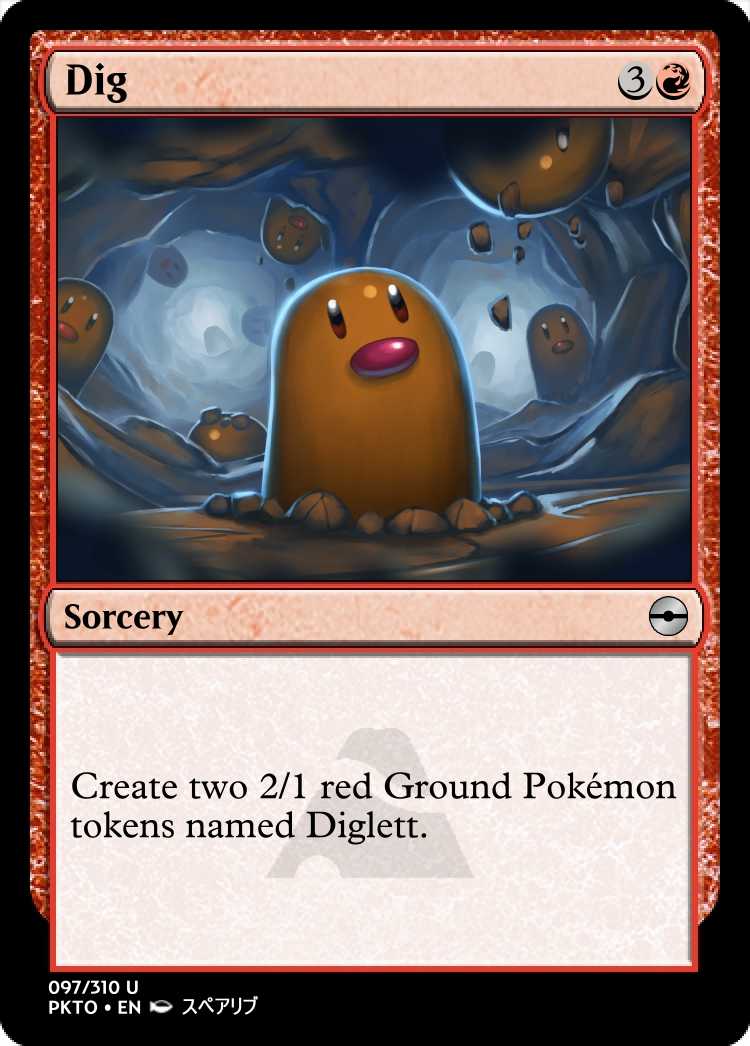 Dig 3
Sorcery
Create two 2/1 red Ground Pokémon
tokens named Diglett.
097/310 U
PKTO • EN スペアリブ